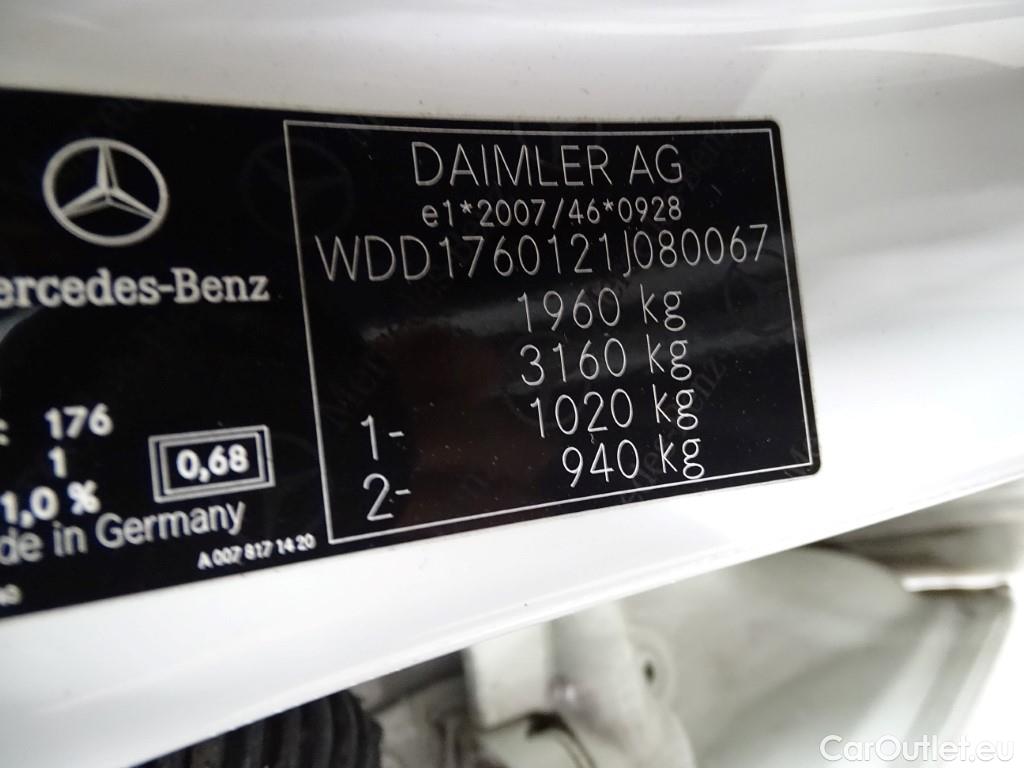 DAIMLER AG
e1*2007/46*0928
WDD1760121J080067
1960 kg
3160 kg
1- 1020 kg
2- 940 kg
ercedes-Benz
: 176
1
0,68
1,0 %
de in Germany
A 007 817 14 20
CarOutlet.eu